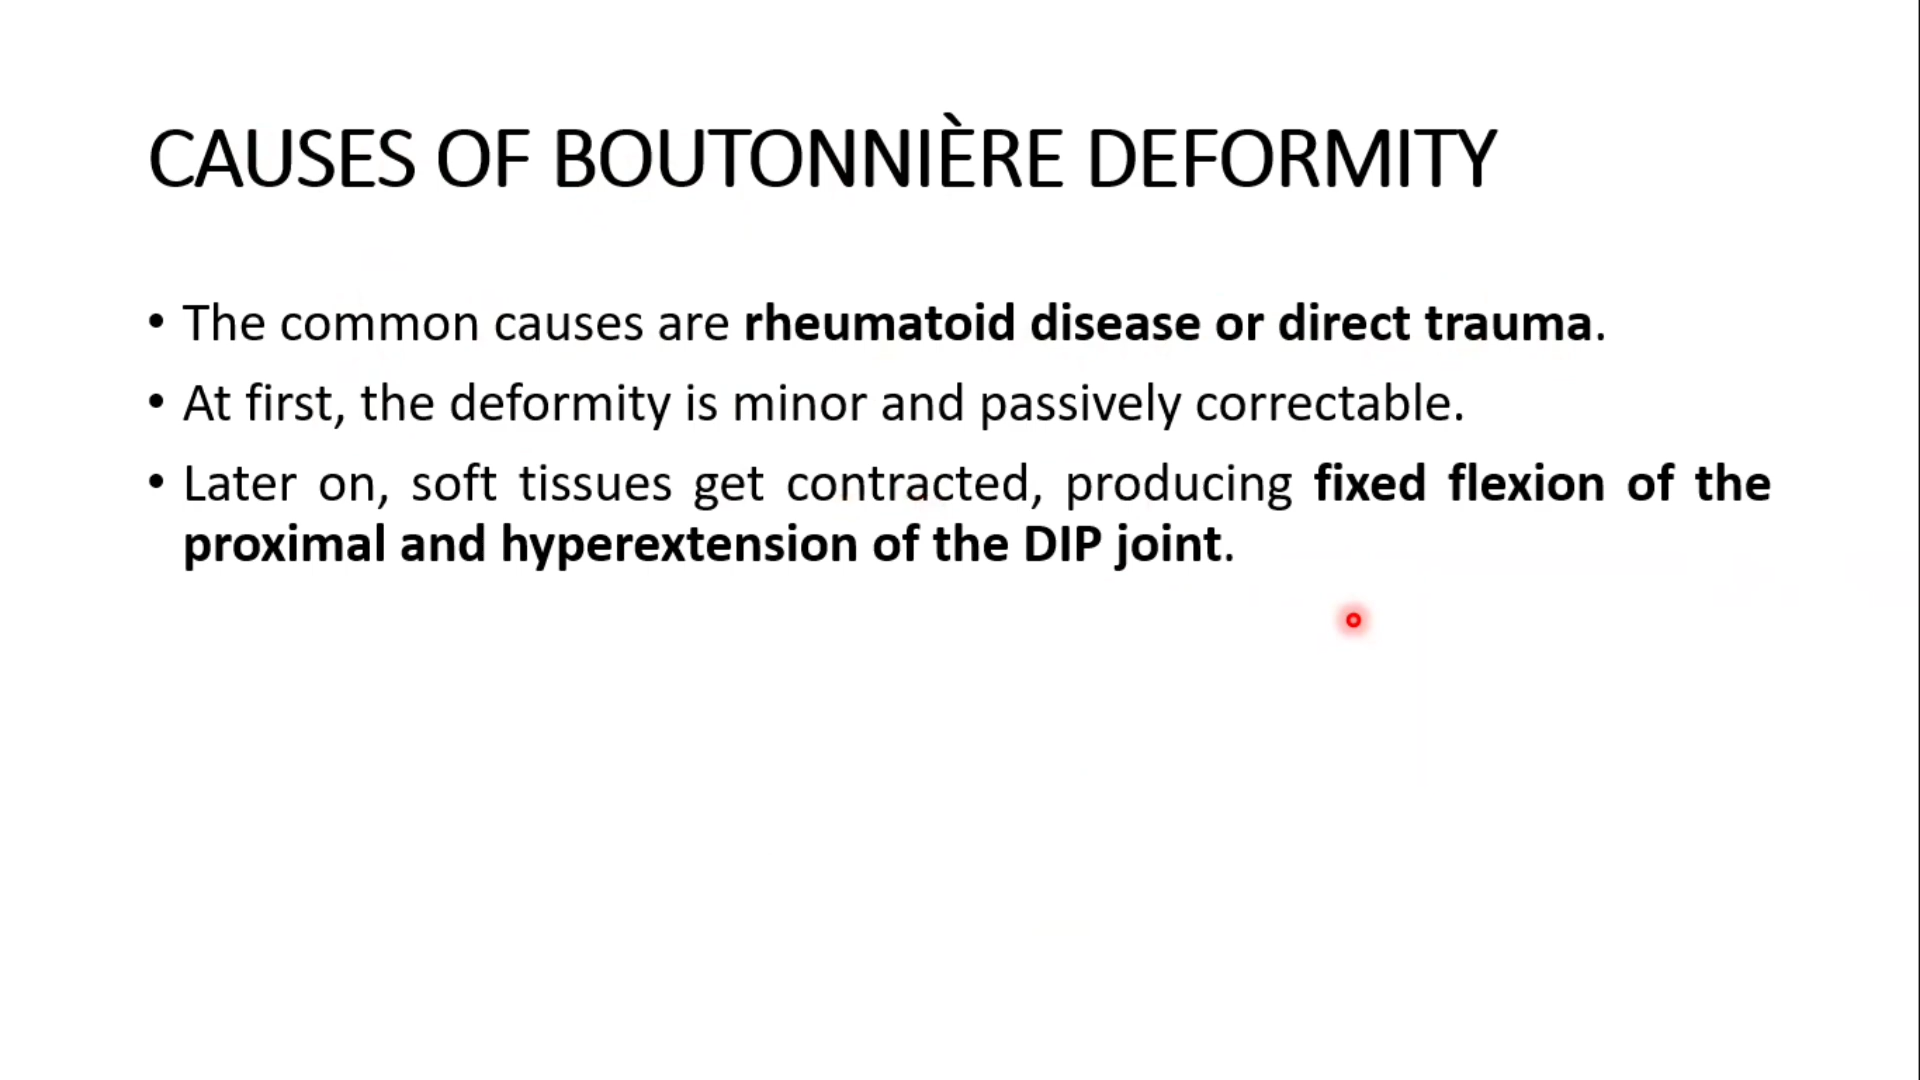 CAUSES OF BOUTONNIÈRE DEFORMITY
• The common causes are rheumatoid disease or direct trauma.
• At first, the deformity is minor and passively correctable.
• Later on, soft tissues get contracted, producing fixed flexion of the
proximal and hyperextension of the DIP joint.